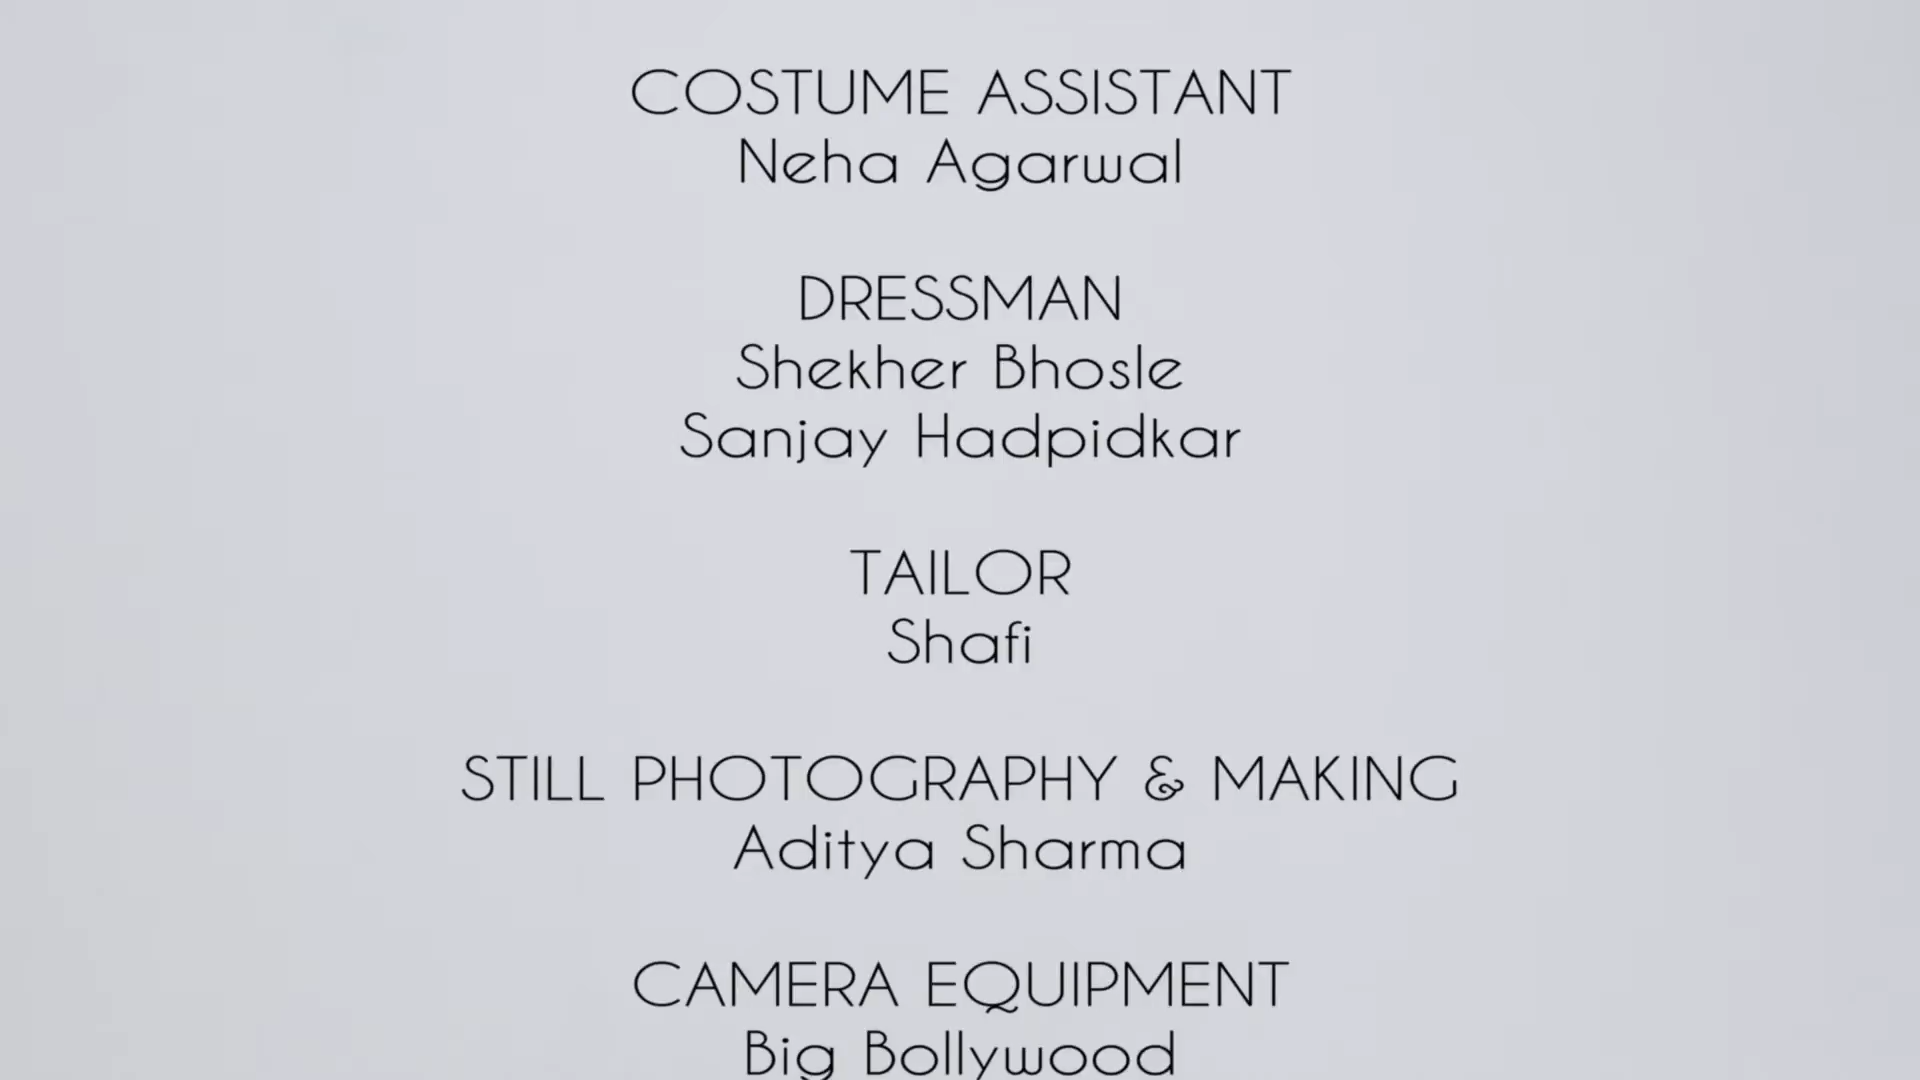 COSTUME ASSISTANT
Neha Agarwal
DRESSMAN
Shekher Bhosle
Sanjay Hadpidkar
TAILOR
Shafi
STILL PHOTOGRAPHY & MAKING
Aditya Sharma
CAMERA EQUIPMENT
Big Bollywood